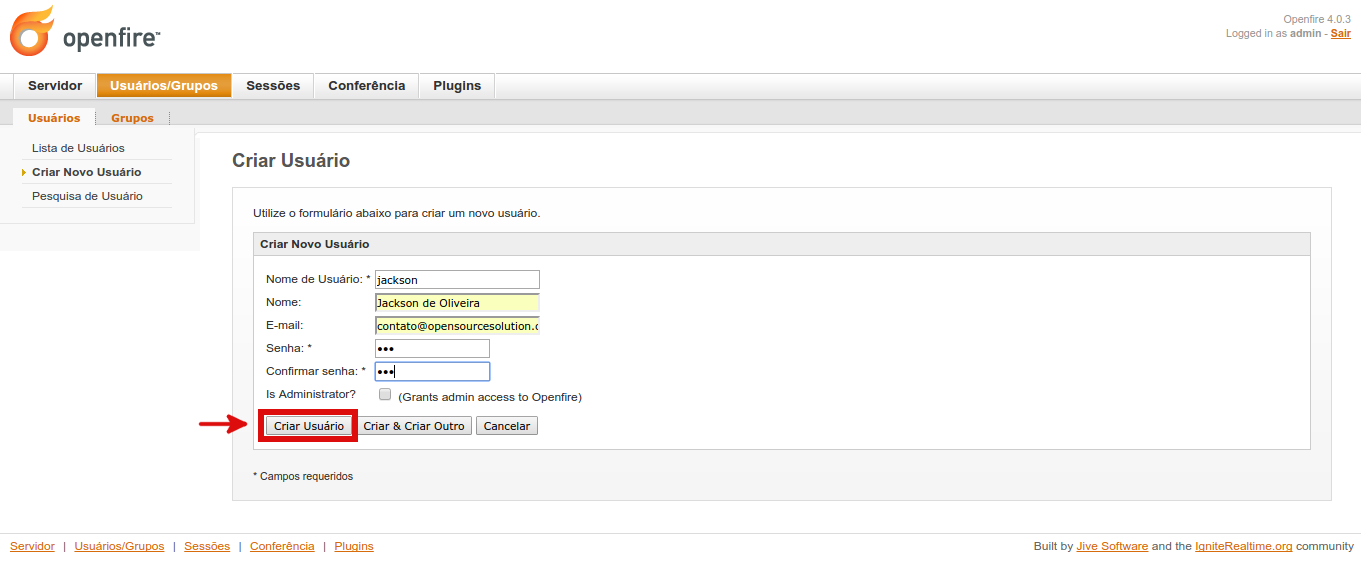 openfire™
Openfire 4.0.3
Logged in as admin - Sair
Servidor Usuários/Grupos Sessões Conferência Plugins
Usuários Grupos
Lista de Usuários
Criar Novo Usuário
Pesquisa de Usuário
Criar Usuário
Utilize o formulário abaixo para criar um novo usuário.
Criar Novo Usuário
Nome de Usuário: * jackson
Nome: Jackson de Oliveira
E-mail: contato@opensourcesolution.c
Senha: * •••
Confirmar senha: * •••
Is Administrator? (Grants admin access to Openfire)
Criar Usuário Criar & Criar Outro Cancelar
* Campos requeridos
Servidor | Usuários/Grupos | Sessões | Conferência | Plugins
Built by Jive Software and the IgniteRealtime.org community